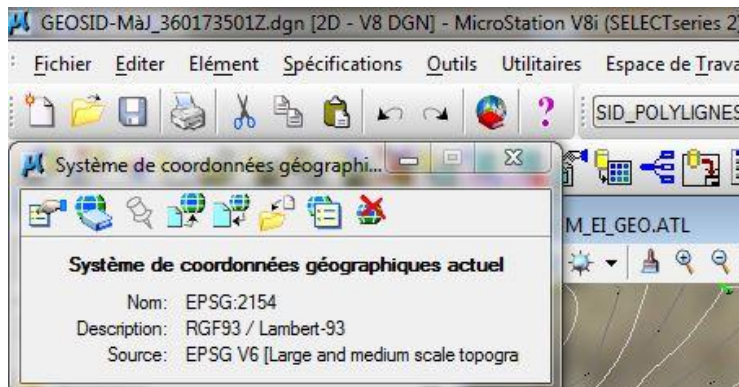 GEOSID-MàJ_360173501Z.dgn [2D - V8 DGN] - MicroStation V8i (SELECTseries 2)
Fichier Editer Elément Spécifications Outils Utilitaires Espace de Trava
SID_POLYLIGNES
Système de coordonnées géographi...
M_EI_GEO.ATL
Système de coordonnées géographiques actuel
Nom: EPSG:2154
Description: RGF93 / Lambert-93
Source: EPSG V6 [Large and medium scale topogra